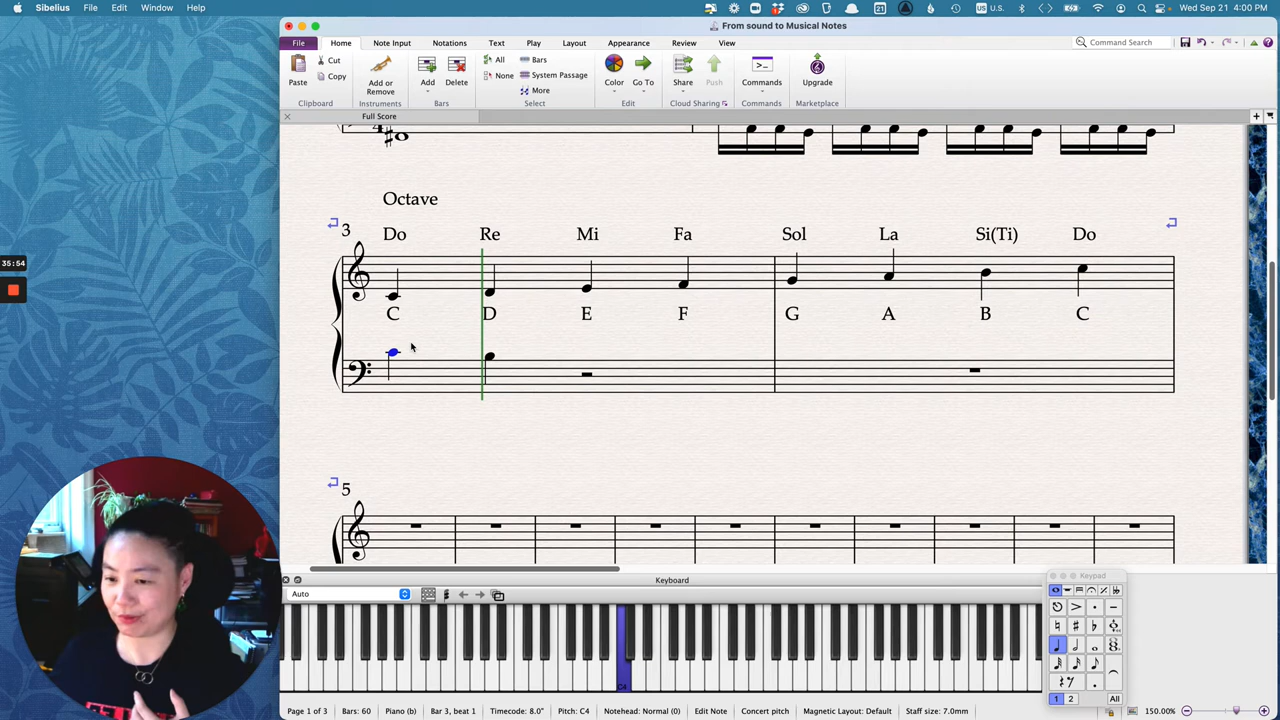 Sibelius File Edit Window Help
21 Wed Sep 21 4:00 PM
From sound to Musical Notes
File Home Note Input Notations Text Play Layout Appearance Review View Command Search
Cut All Bars
Copy None System Passage
Paste Add or Remove Add Delete More Color Go To Share Push Commands Upgrade
Clipboard Instruments Bars Select Edit Cloud Sharing Commands Marketplace
Full Score
4
Octave
3 Do Re Mi Fa Sol La Si(Ti) Do
35:54
C D E F G A B C
5
Keyboard
Keypad
Auto
C4
1 2 All
Page 1 of 3 Bars: 60 Piano (b) Bar 3, beat 1 Timecode: 8.0" Pitch: C4 Notehead: Normal (0) Edit Note Concert pitch Magnetic Layout: Default Staff size: 7.0mm 150.00%